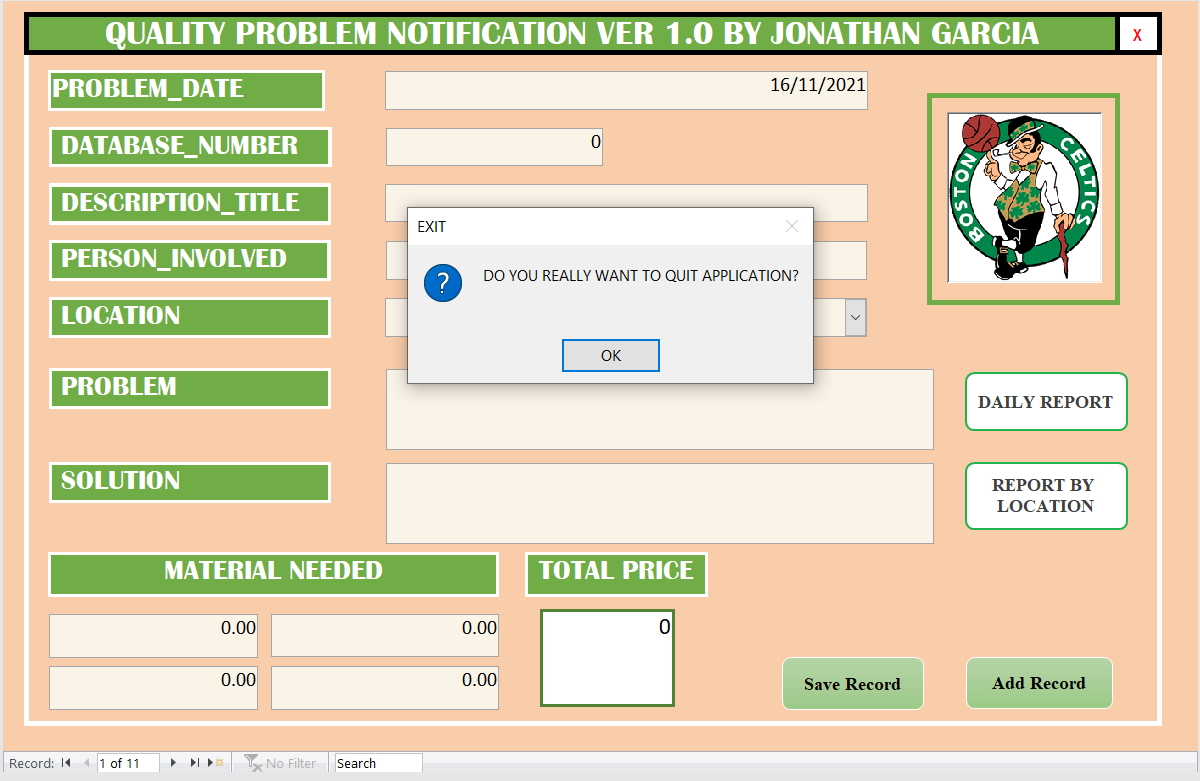 QUALITY PROBLEM NOTIFICATION VER 1.0 BY JONATHAN GARCIA
X
PROBLEM_DATE
16/11/2021
DATABASE_NUMBER
0
BOSTON CELTICS
DESCRIPTION_TITLE
EXIT
DO YOU REALLY WANT TO QUIT APPLICATION?
OK
PERSON_INVOLVED
LOCATION
PROBLEM
DAILY REPORT
SOLUTION
REPORT BY
LOCATION
MATERIAL NEEDED
TOTAL PRICE
0.00
0.00
0
0.00
0.00
Save Record
Add Record
Record:
1 of 11
No Filter
Search